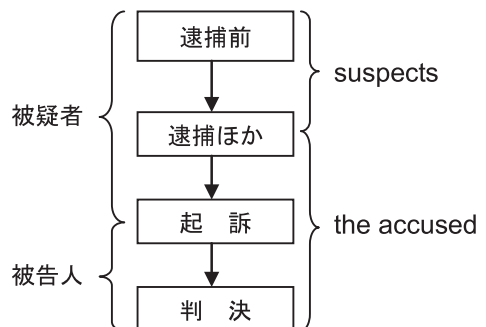 逮捕前
suspects
被疑者
逮捕ほか
起 訴
the accused
被告人
判 決